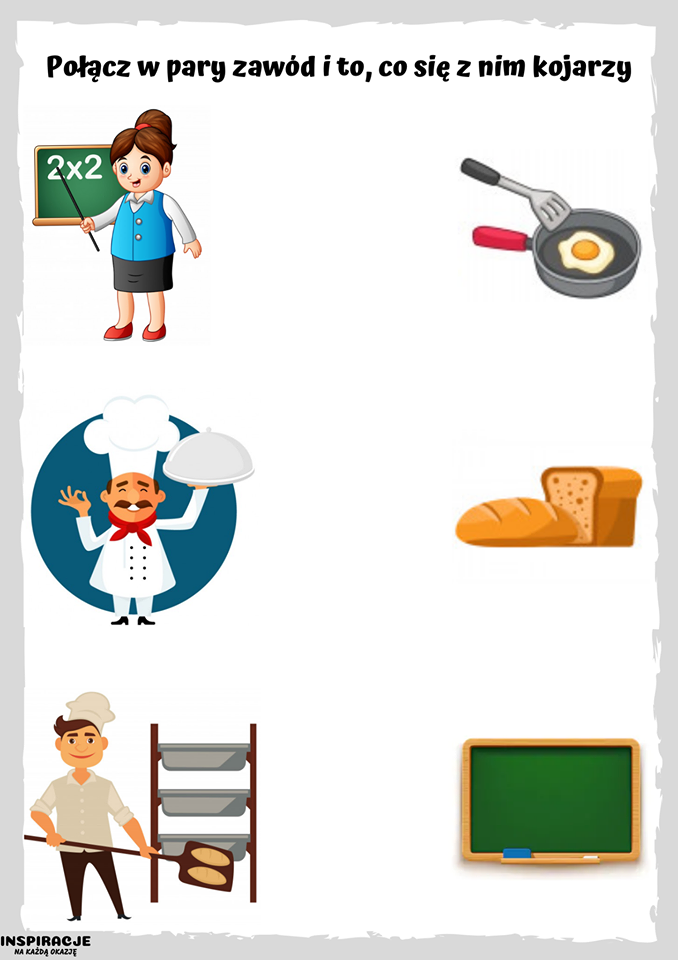 Połącz w pary zawód i to, co się z nim kojarzy
2x2
INSPIRACJE
NA KAŻDĄ OKAZJĘ